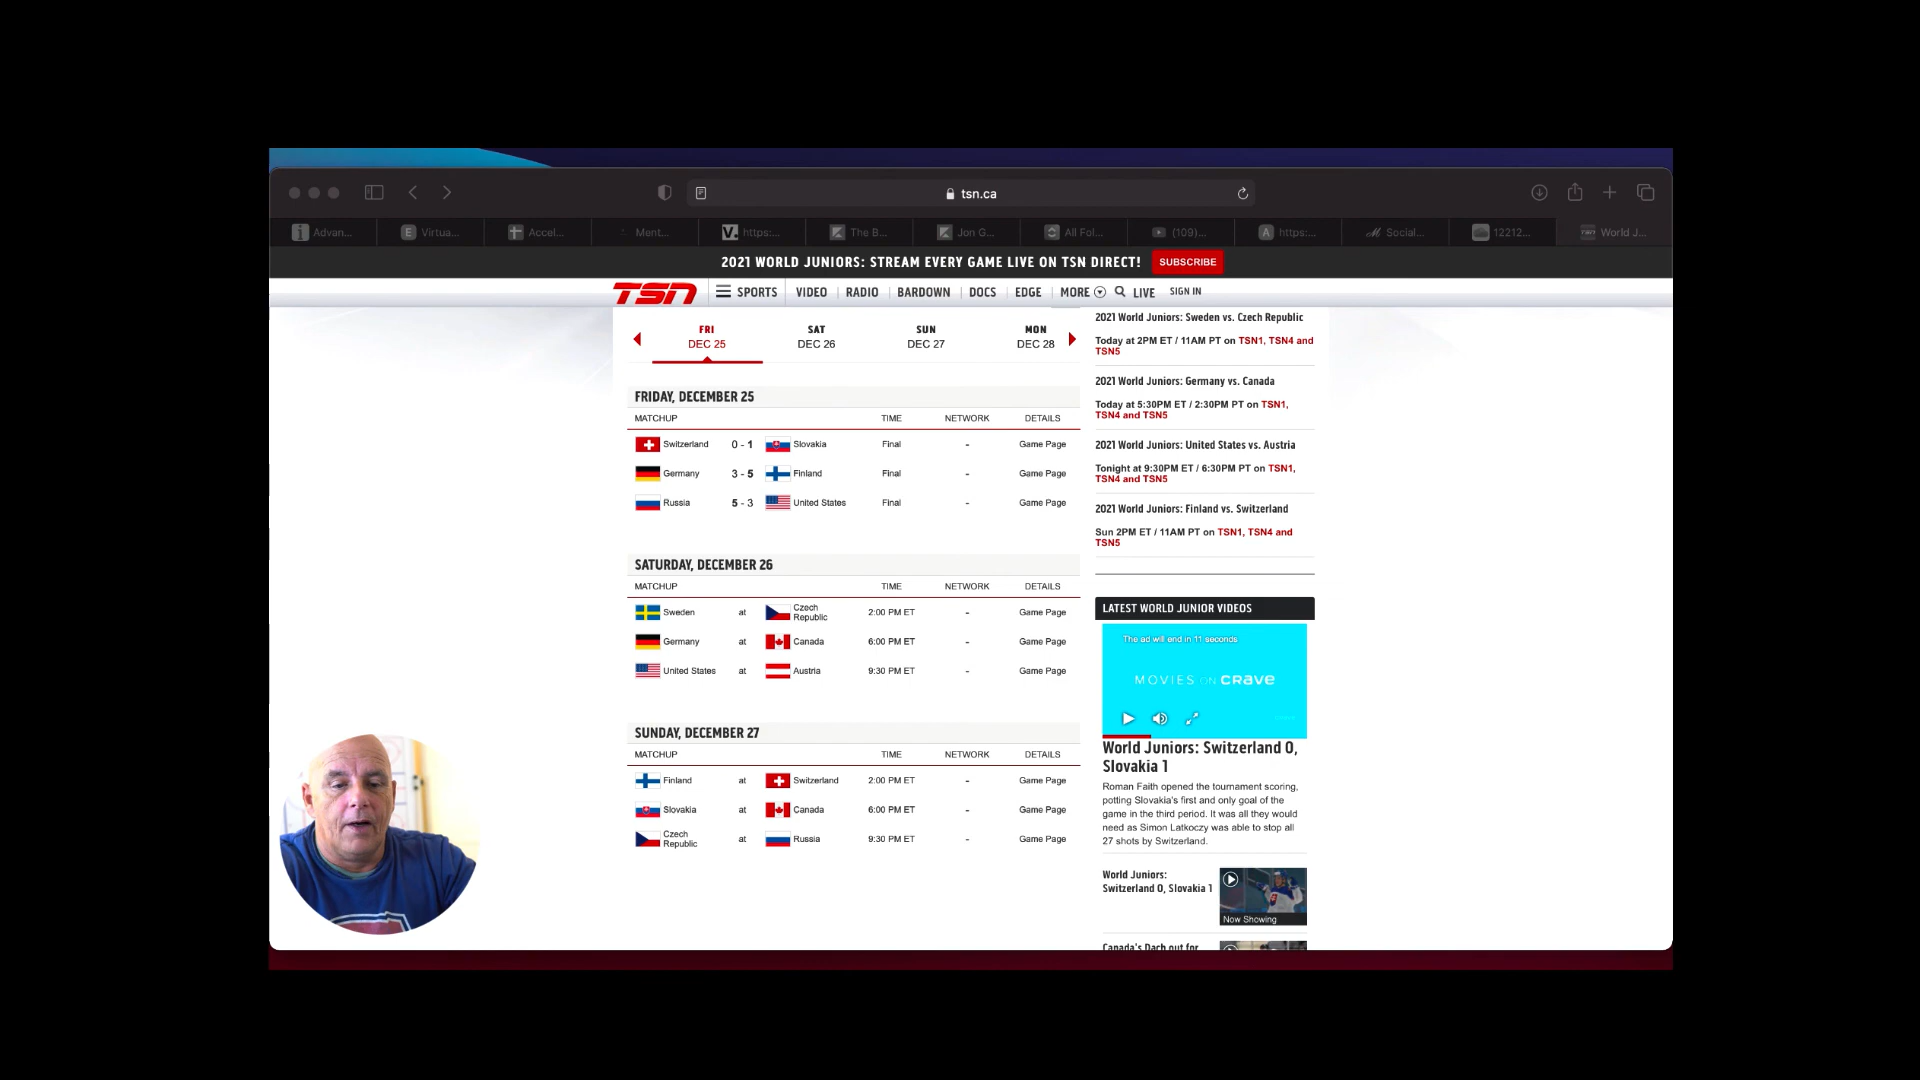 tsn.ca
Advan...
Virtua...
Accel...
Ment...
https:...
The B...
Jon G...
All Fol...
(109)...
https:...
Social...
12212...
World J...
2021 WORLD JUNIORS: STREAM EVERY GAME LIVE ON TSN DIRECT! SUBSCRIBE
TSN SPORTS VIDEO RADIO BARDOWN DOCS EDGE MORE LIVE SIGN IN
FRI SAT SUN MON
DEC 25 DEC 26 DEC 27 DEC 28
FRIDAY, DECEMBER 25
MATCHUP TIME NETWORK DETAILS
Switzerland 0 - 1 Slovakia Final - Game Page
Germany 3 - 5 Finland Final - Game Page
Russia 5 - 3 United States Final - Game Page
SATURDAY, DECEMBER 26
MATCHUP TIME NETWORK DETAILS
Sweden at Czech Republic 2:00 PM ET - Game Page
Germany at Canada 6:00 PM ET - Game Page
United States at Austria 9:30 PM ET - Game Page
SUNDAY, DECEMBER 27
MATCHUP TIME NETWORK DETAILS
Finland at Switzerland 2:00 PM ET - Game Page
Slovakia at Canada 6:00 PM ET - Game Page
Czech Republic at Russia 9:30 PM ET - Game Page
2021 World Juniors: Sweden vs. Czech Republic
Today at 2PM ET / 11AM PT on TSN1, TSN4 and
TSN5
2021 World Juniors: Germany vs. Canada
Today at 5:30PM ET / 2:30PM PT on TSN1,
TSN4 and TSN5
2021 World Juniors: United States vs. Austria
Tonight at 9:30PM ET / 6:30PM PT on TSN1,
TSN4 and TSN5
2021 World Juniors: Finland vs. Switzerland
Sun 2PM ET / 11AM PT on TSN1, TSN4 and
TSN5
LATEST WORLD JUNIOR VIDEOS
The ad will end in 11 seconds
MOVIES ON CRAVE
World Juniors: Switzerland 0,
Slovakia 1
Roman Faith opened the tournament scoring,
potting Slovakia's first and only goal of the
game in the third period. It was all they would
need as Simon Latkoczy was able to stop all
27 shots by Switzerland.
World Juniors:
Switzerland 0, Slovakia 1
Now Showing
Canada's Dach out for